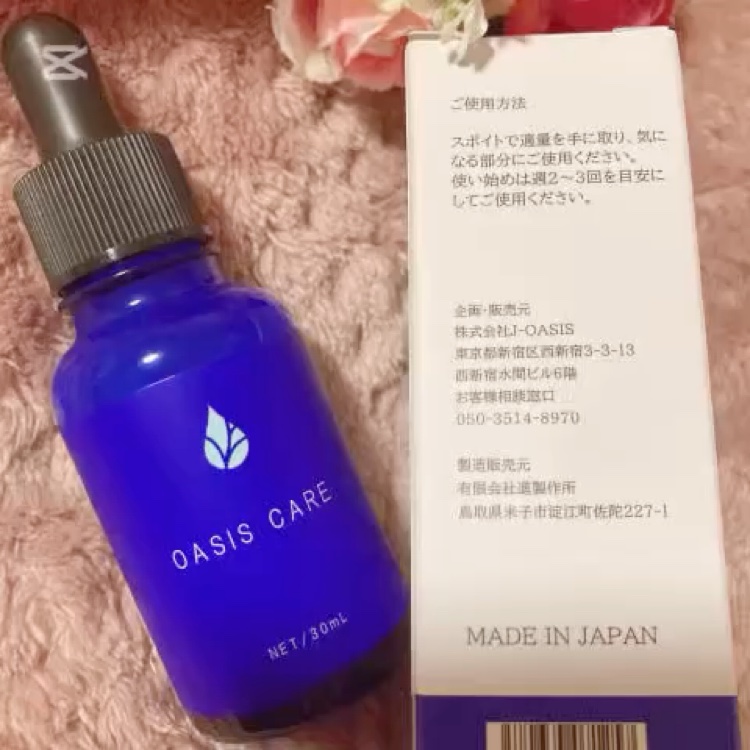 OASIS CARE
NET/30mL
ご使用方法
スポイトで適量を手に取り、気に
なる部分にご使用ください。
使い始めは週2～3回を目安に
してご使用ください。
企画・販売元
株式会社J-OASIS
東京都新宿区西新宿3-3-13
西新宿水間ビル6階
お客様相談窓口
050-3514-8970
製造販売元
有限会社進製作所
鳥取県米子市淀江町佐陀227-1
MADE IN JAPAN